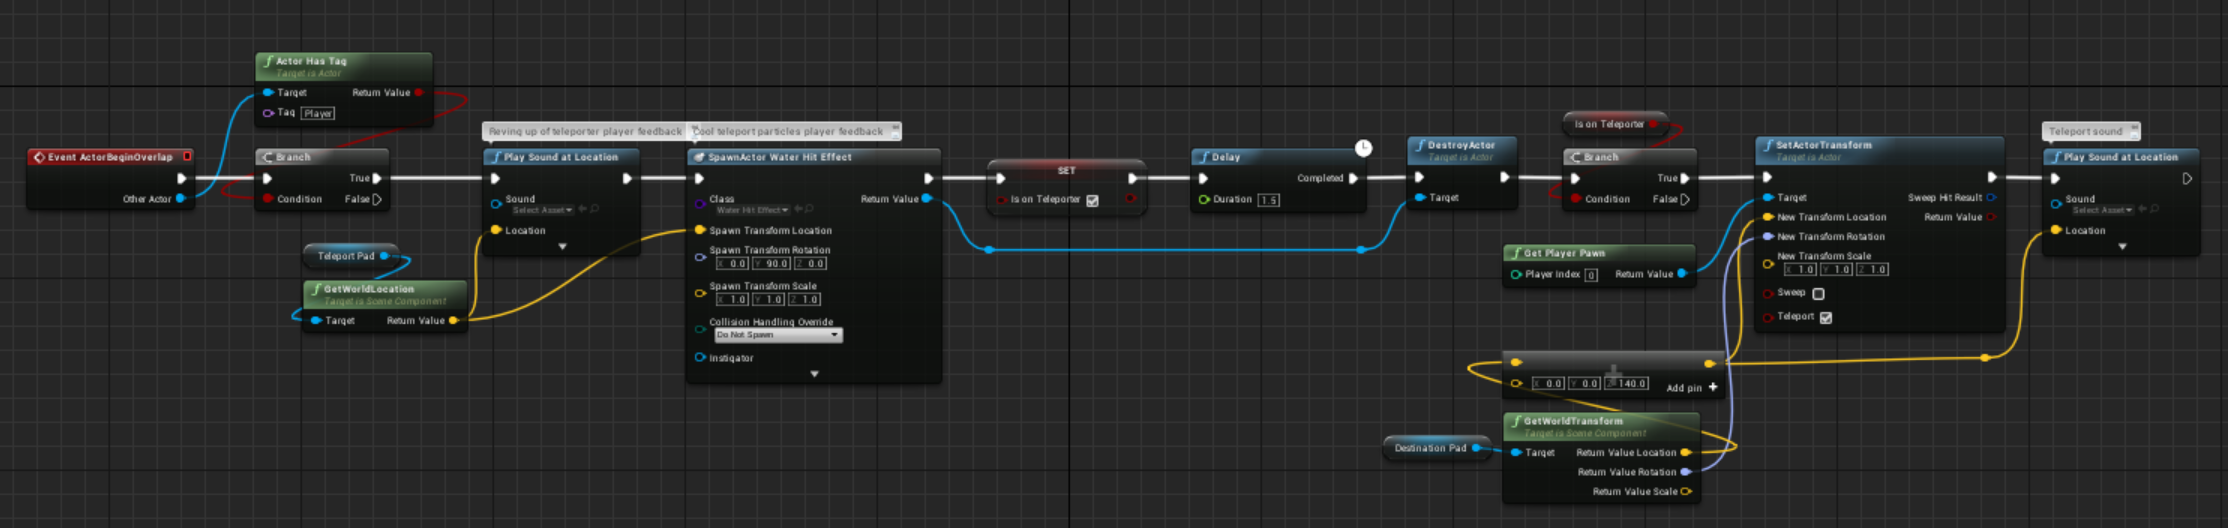 Actor Has Tag
Target is Actor
Target
Return Value
Tag
Player
Event ActorBeginOverlap
Other Actor
Branch
True
Condition
False
Teleport Pad
GetWorldLocation
Target is Some Component
Target
Return Value
Reving up of teleporter player feedback
Play Sound at Location
Sound
Select Asset
Location
Cool teleport particles player feedback
SpawnActor Water Hit Effect
Class
Water Hit Effect
Return Value
Spawn Transform Location
Spawn Transform Rotation
X 0.0 Y 90.0 Z 0.0
Spawn Transform Scale
X 1.0 Y 1.0 Z 1.0
Collision Handling Override
Do Not Spawn
Instigator
SET
Is on Teleporter
Delay
Completed
Duration 1.5
DestroyActor
Target is Actor
Target
Is on Teleporter
Branch
True
Condition
False
Get Player Pawn
Player Index 0
Return Value
X 0.0 Y 0.0 Z 140.0
Add pin
Destination Pad
GetWorldTransform
Target is Some Component
Target
Return Value Location
Return Value Rotation
Return Value Scale
SetActorTransform
Target is Actor
Target
Sweep Hit Result
New Transform Location
Return Value
New Transform Rotation
New Transform Scale
X 1.0 Y 1.0 Z 1.0
Sweep
Teleport
Teleport sound
Play Sound at Location
Sound
Select Asset
Location